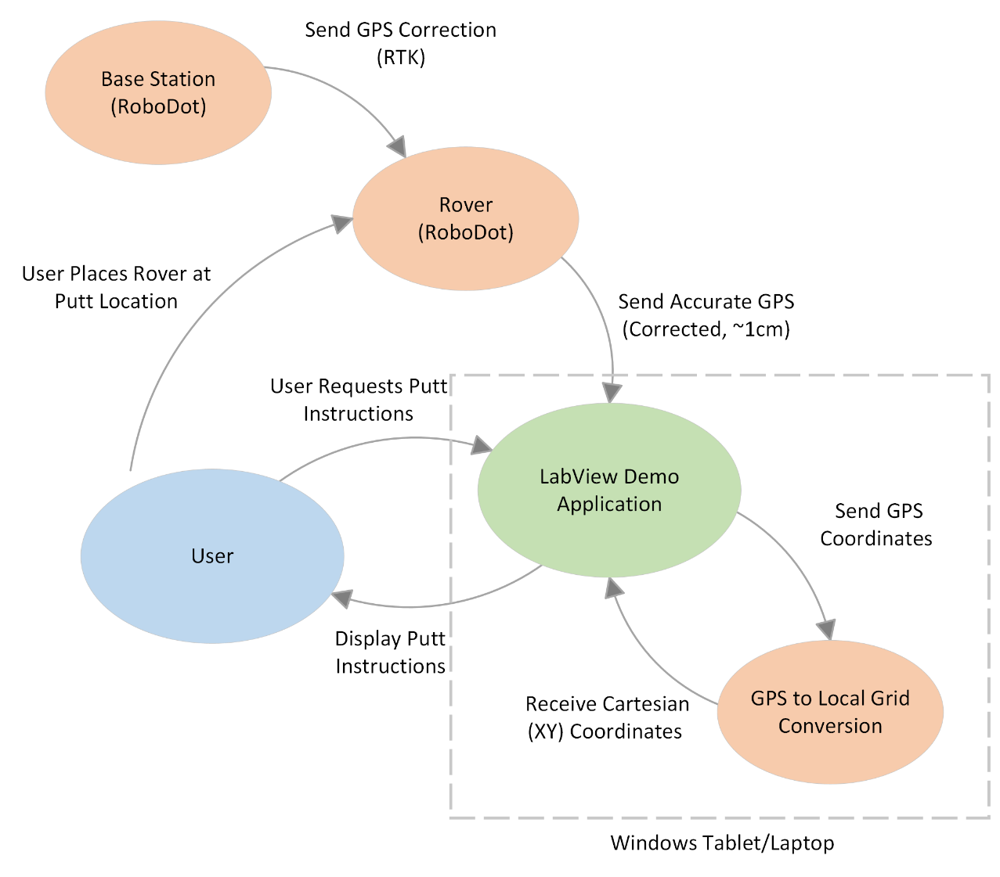 Send GPS Correction
(RTK)
Base Station
(RoboDot)
Rover
(RoboDot)
User Places Rover at
Putt Location
Send Accurate GPS
(Corrected, ~1cm)
User Requests Putt
Instructions
LabView Demo
Application
Send GPS
Coordinates
User
Display Putt
Instructions
Receive Cartesian
(XY) Coordinates
GPS to Local Grid
Conversion
Windows Tablet/Laptop